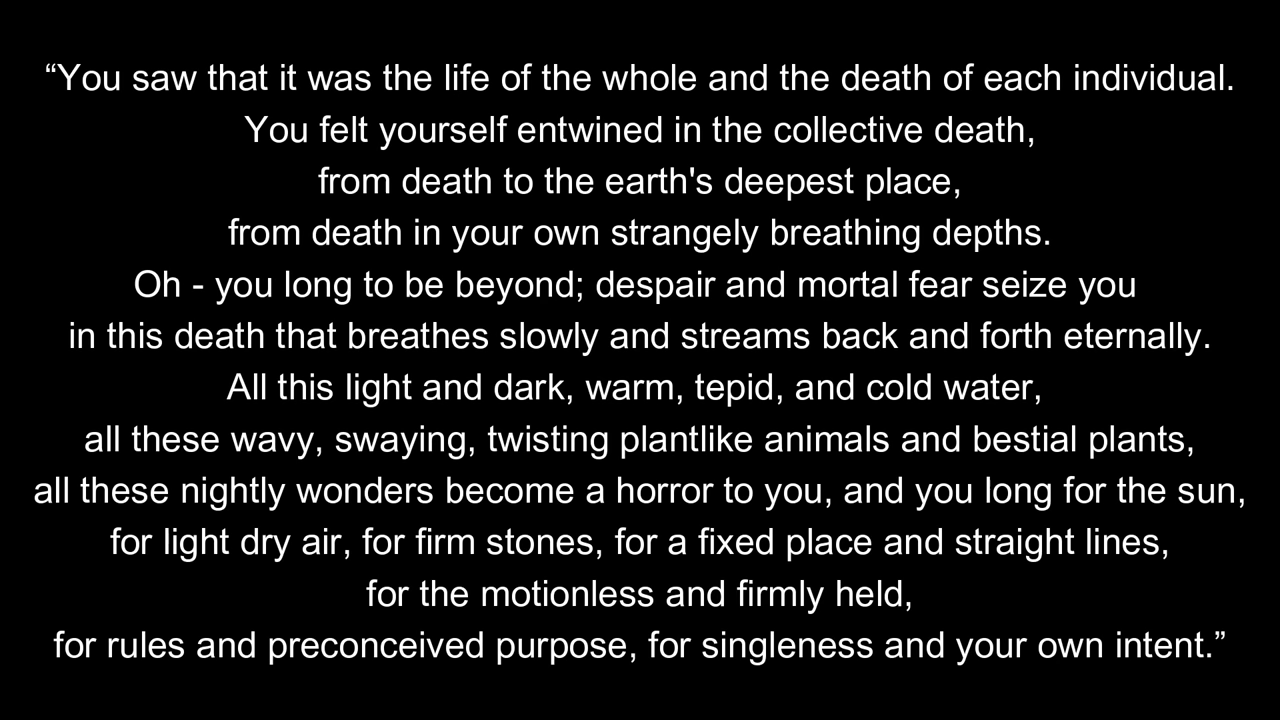 “You saw that it was the life of the whole and the death of each individual.
You felt yourself entwined in the collective death,
from death to the earth's deepest place,
from death in your own strangely breathing depths.
Oh - you long to be beyond; despair and mortal fear seize you
in this death that breathes slowly and streams back and forth eternally.
All this light and dark, warm, tepid, and cold water,
all these wavy, swaying, twisting plantlike animals and bestial plants,
all these nightly wonders become a horror to you, and you long for the sun,
for light dry air, for firm stones, for a fixed place and straight lines,
for the motionless and firmly held,
for rules and preconceived purpose, for singleness and your own intent.”